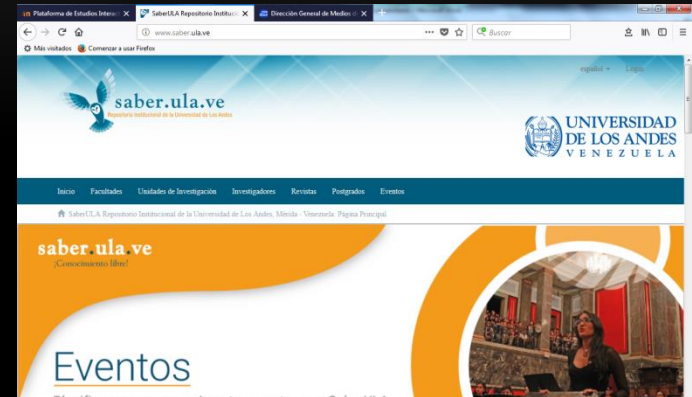 Plataforma de Estudios Interac
SaberULA Repositorio Instituc
Dirección General de Medios d
www.saber.ula.ve
Buscar
Más visitados
Comenzar a usar Firefox
español
Login
saber.ula.ve
Repositorio Institucional de la Universidad de Los Andes
UNIVERSIDAD
DE LOS ANDES
VENEZUELA
Inicio Facultades Unidades de Investigación Investigadores Revistas Postgrados Eventos
SaberULA Repositorio Institucional de la Universidad de Los Andes, Mérida - Venezuela: Página Principal
saber.ula.ve
¡Conocimiento libre!
Eventos